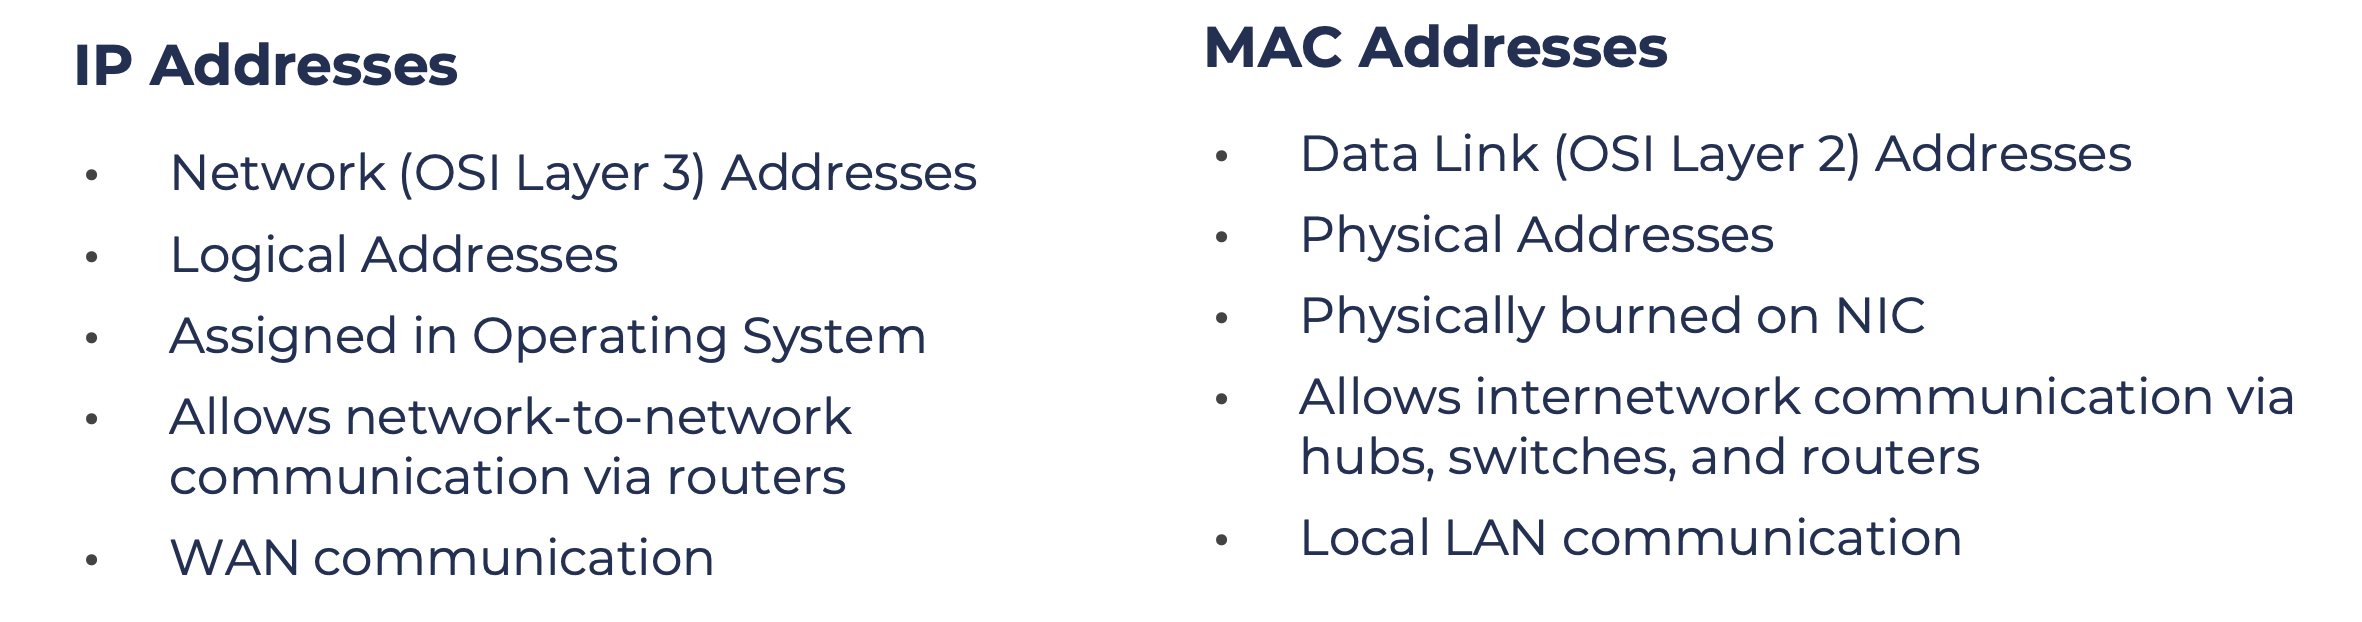 IP Addresses
• Network (OSI Layer 3) Addresses
• Logical Addresses
• Assigned in Operating System
• Allows network-to-network
communication via routers
• WAN communication
MAC Addresses
• Data Link (OSI Layer 2) Addresses
• Physical Addresses
• Physically burned on NIC
• Allows internetwork communication via
hubs, switches, and routers
• Local LAN communication